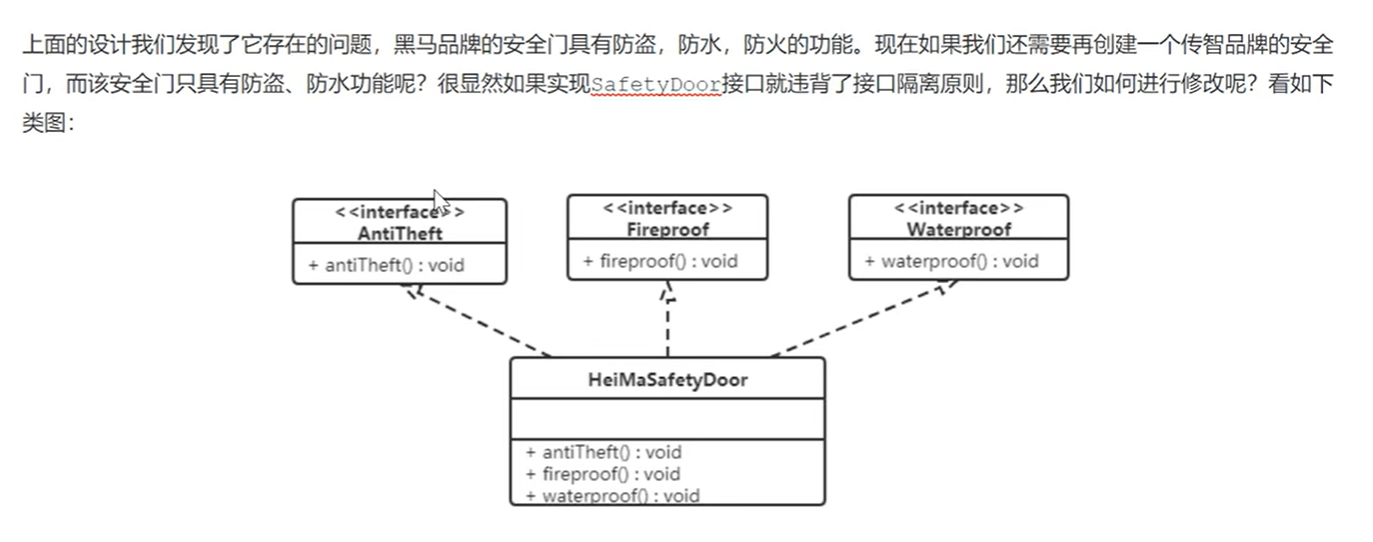 上面的设计我们发现了它存在的问题，黑马品牌的安全门具有防盗，防水，防火的功能。现在如果我们还需要再创建一个传智品牌的安全
门，而该安全门只具有防盗、防水功能呢？很显然如果实现SafetyDoor接口就违背了接口隔离原则，那么我们如何进行修改呢？看如下
类图：
<<interface>>
AntiTheft
+ antiTheft() : void
<<interface>>
Fireproof
+ fireproof() : void
<<interface>>
Waterproof
+ waterproof() : void
HeiMaSafetyDoor
+ antiTheft() : void
+ fireproof() : void
+ waterproof() : void